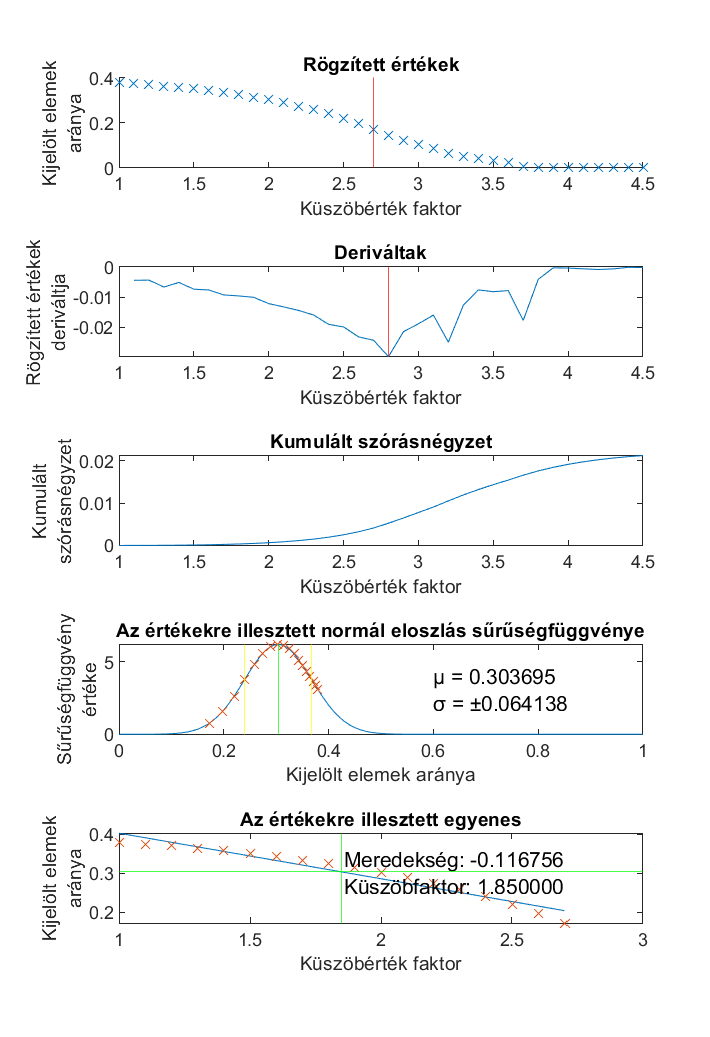 Rögzített értékek
Kijelölt elemek
aránya
0.4
0.2
0
1 1.5 2 2.5 3 3.5 4 4.5
Küszöbérték faktor
Deriváltak
Rögzített értékek
deriváltja
0
-0.01
-0.02
1 1.5 2 2.5 3 3.5 4 4.5
Küszöbérték faktor
Kumulált szórásnégyzet
Kumulált
szórásnégyzet
0.02
0.01
0
1 1.5 2 2.5 3 3.5 4 4.5
Küszöbérték faktor
Az értékekre illesztett normál eloszlás sűrűségfüggvénye
Sűrűségfüggvény
értéke
5
0
μ = 0.303695
σ = ±0.064138
0 0.2 0.4 0.6 0.8 1
Kijelölt elemek aránya
Az értékekre illesztett egyenes
Kijelölt elemek
aránya
0.4
0.3
0.2
Meredekség: -0.116756
Küszöbfaktor: 1.850000
1 1.5 2 2.5 3
Küszöbérték faktor